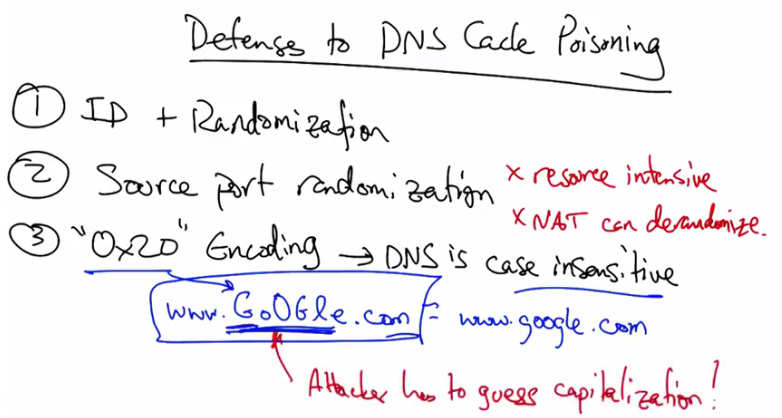 Defenses to DNS Cache Poisoning
① ID + Randomization
② Source port randomization x resource intensive
x NAT can derandomize.
③ "0x20" Encoding → DNS is case insensitive
www.GoOGle.com = www.google.com
Attacker has to guess capitalization!